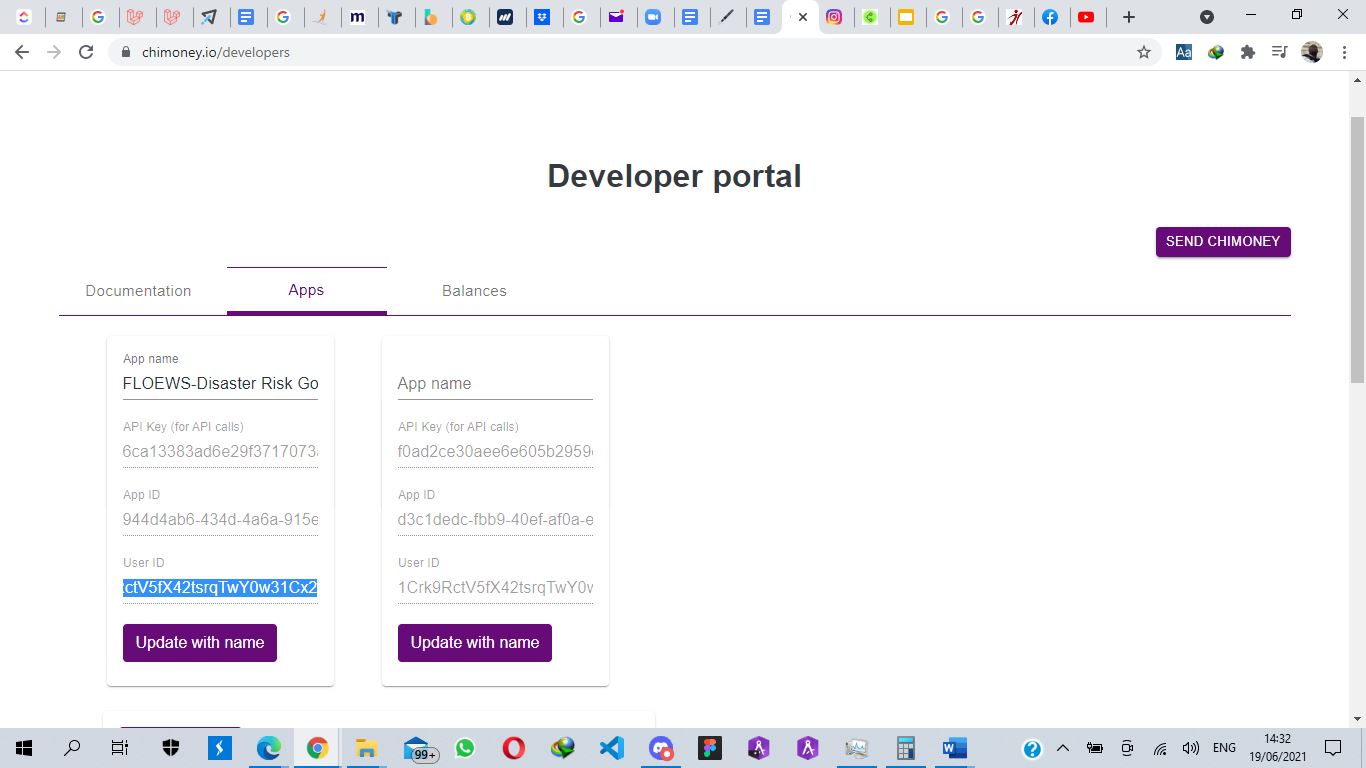 chimoney.io/developers
Developer portal
SEND CHIMONEY
Documentation Apps Balances
App name
FLOEWS-Disaster Risk Go
App name
API Key (for API calls) API Key (for API calls)
6ca13383ad6e29f3717073 f0ad2ce30aee6e605b2959
App ID App ID
944d4ab6-434d-4a6a-915e d3c1dedc-fbb9-40ef-af0a-e
User ID User ID
ctV5fX42tsrqTwY0w31Cx2 1Crk9RctV5fX42tsrqTwY0w
Update with name Update with name
99+
ENG
14:32
19/06/2021